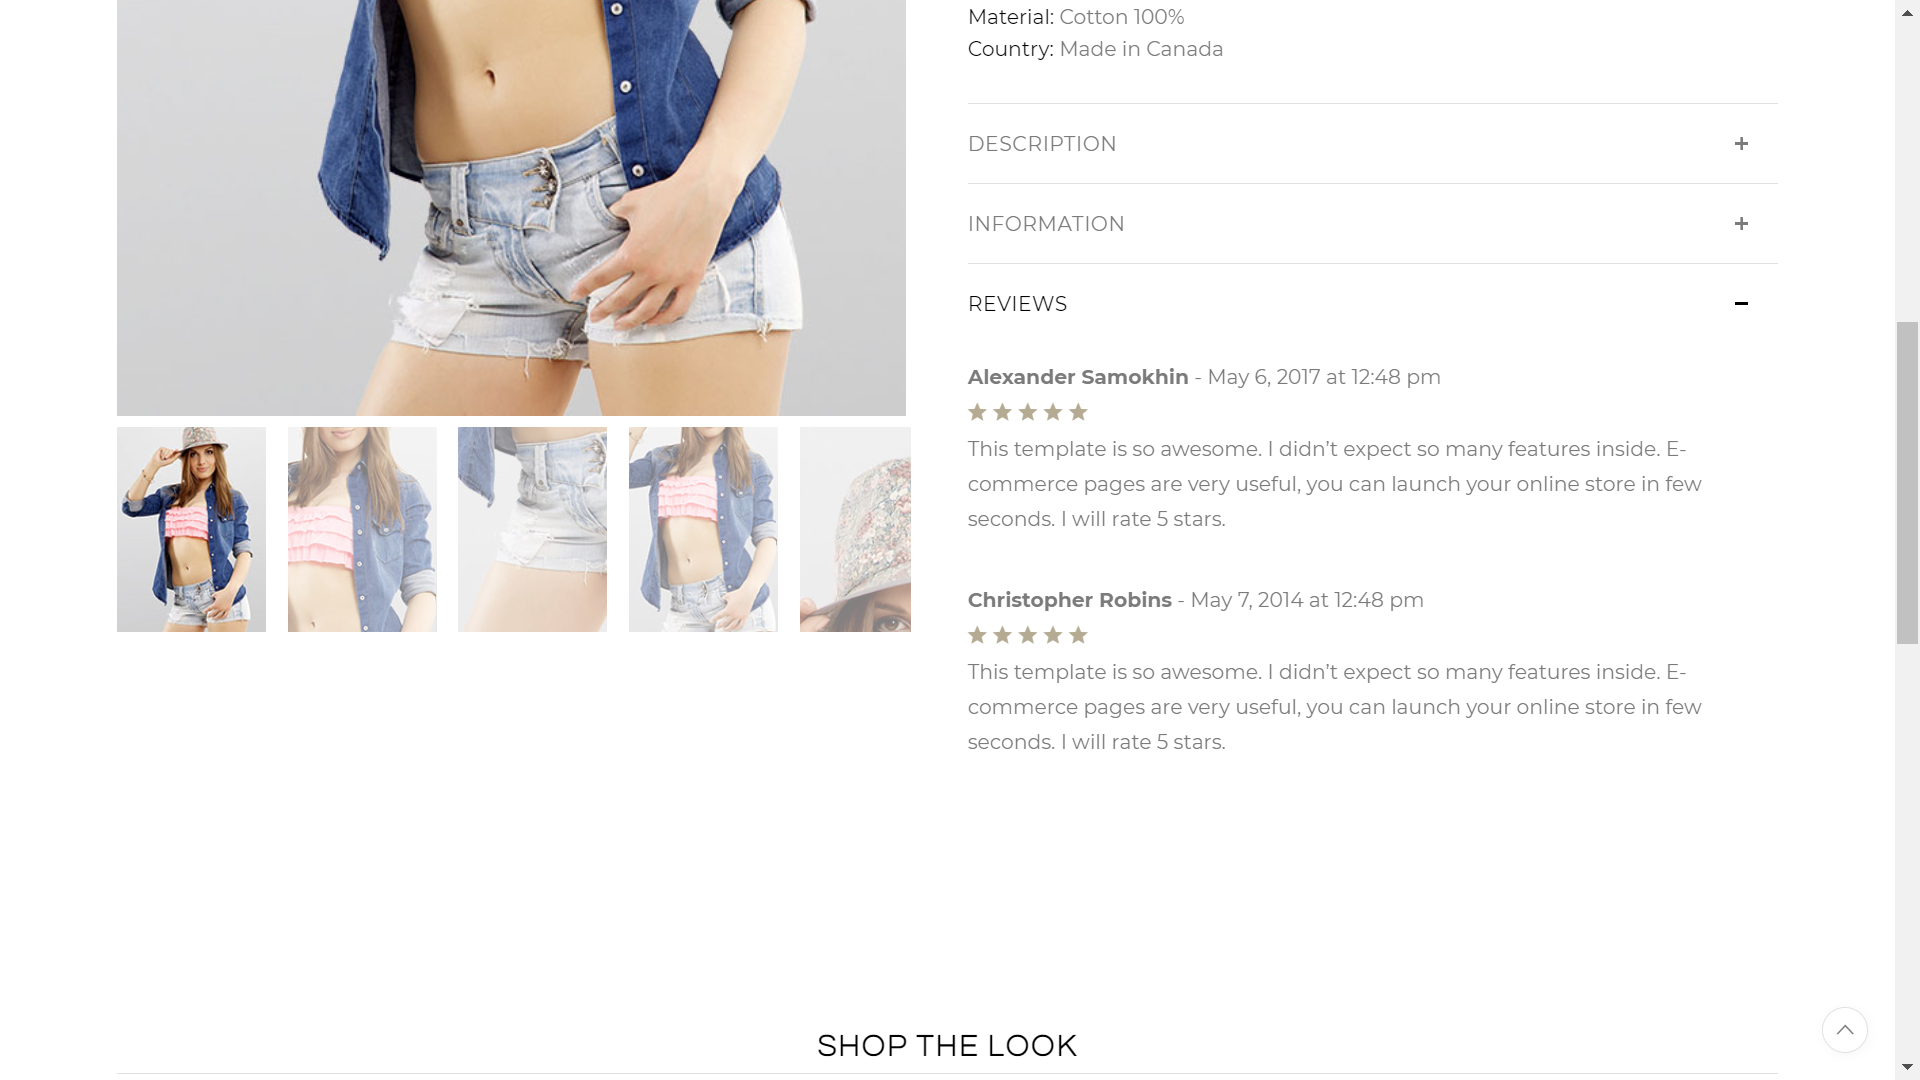 Material: Cotton 100%
Country: Made in Canada
DESCRIPTION
INFORMATION
REVIEWS
Alexander Samokhin - May 6, 2017 at 12:48 pm
This template is so awesome. I didn’t expect so many features inside. E-
commerce pages are very useful, you can launch your online store in few
seconds. I will rate 5 stars.
Christopher Robins - May 7, 2014 at 12:48 pm
This template is so awesome. I didn’t expect so many features inside. E-
commerce pages are very useful, you can launch your online store in few
seconds. I will rate 5 stars.
SHOP THE LOOK